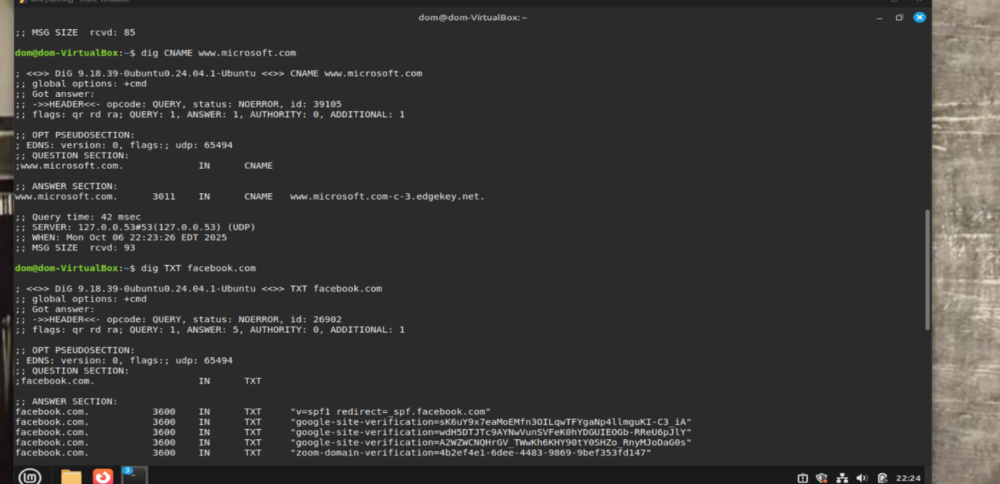 Mint [Running] - Oracle VirtualBox
dom@dom-VirtualBox: ~
;; MSG SIZE  rcvd: 85
dom@dom-VirtualBox:~$ dig CNAME www.microsoft.com
; <<>> DiG 9.18.39-0ubuntu0.24.04.1-Ubuntu <<>> CNAME www.microsoft.com
;; global options: +cmd
;; Got answer:
;; ->>HEADER<<- opcode: QUERY, status: NOERROR, id: 39105
;; flags: qr rd ra; QUERY: 1, ANSWER: 1, AUTHORITY: 0, ADDITIONAL: 1
;; OPT PSEUDOSECTION:
; EDNS: version: 0, flags:; udp: 65494
;; QUESTION SECTION:
;www.microsoft.com.		IN	CNAME
;; ANSWER SECTION:
www.microsoft.com.	3011	IN	CNAME	www.microsoft.com-c-3.edgekey.net.
;; Query time: 42 msec
;; SERVER: 127.0.0.53#53(127.0.0.53) (UDP)
;; WHEN: Mon Oct 06 22:23:26 EDT 2025
;; MSG SIZE  rcvd: 93
dom@dom-VirtualBox:~$ dig TXT facebook.com
; <<>> DiG 9.18.39-0ubuntu0.24.04.1-Ubuntu <<>> TXT facebook.com
;; global options: +cmd
;; Got answer:
;; ->>HEADER<<- opcode: QUERY, status: NOERROR, id: 26902
;; flags: qr rd ra; QUERY: 1, ANSWER: 5, AUTHORITY: 0, ADDITIONAL: 1
;; OPT PSEUDOSECTION:
; EDNS: version: 0, flags:; udp: 65494
;; QUESTION SECTION:
;facebook.com.			IN	TXT
;; ANSWER SECTION:
facebook.com.		3600	IN	TXT	"v=spf1 redirect=_spf.facebook.com"
facebook.com.		3600	IN	TXT	"google-site-verification=sK6uY9x7eaMoEMfn3OILqwTFYgaNp4llmguKI-C3_iA"
facebook.com.		3600	IN	TXT	"google-site-verification=wdH5DTJTc9AYNwVunSVFeK0hYDGUIEOGb-RReU6pJlY"
facebook.com.		3600	IN	TXT	"google-site-verification=A2WZWCNQHrGV_TWwKh6KHY90tY0SHZo_RnyMJoDaG0s"
facebook.com.		3600	IN	TXT	"zoom-domain-verification=4b2ef4e1-6dee-4483-9869-9bef353fd147"
3
22:24